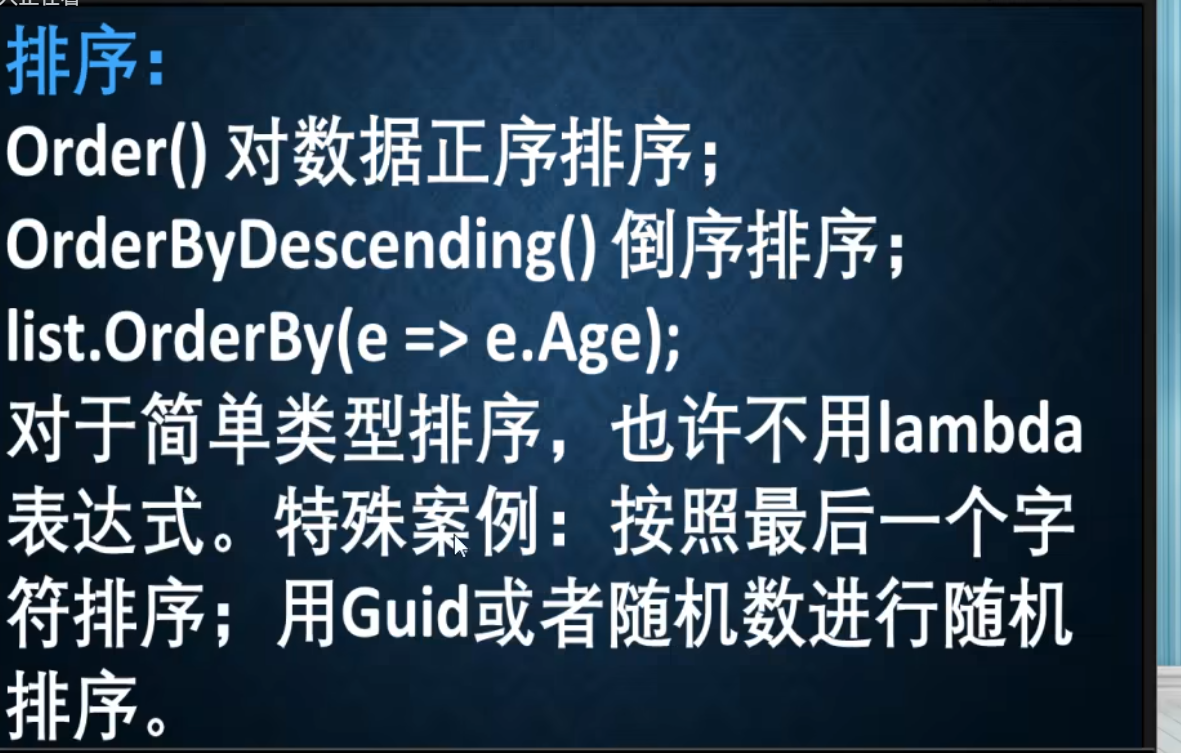 排序：
Order() 对数据正序排序；
OrderByDescending() 倒序排序；
list.OrderBy(e => e.Age);
对于简单类型排序，也许不用lambda
表达式。特殊案例：按照最后一个字
符排序；用Guid或者随机数进行随机
排序。